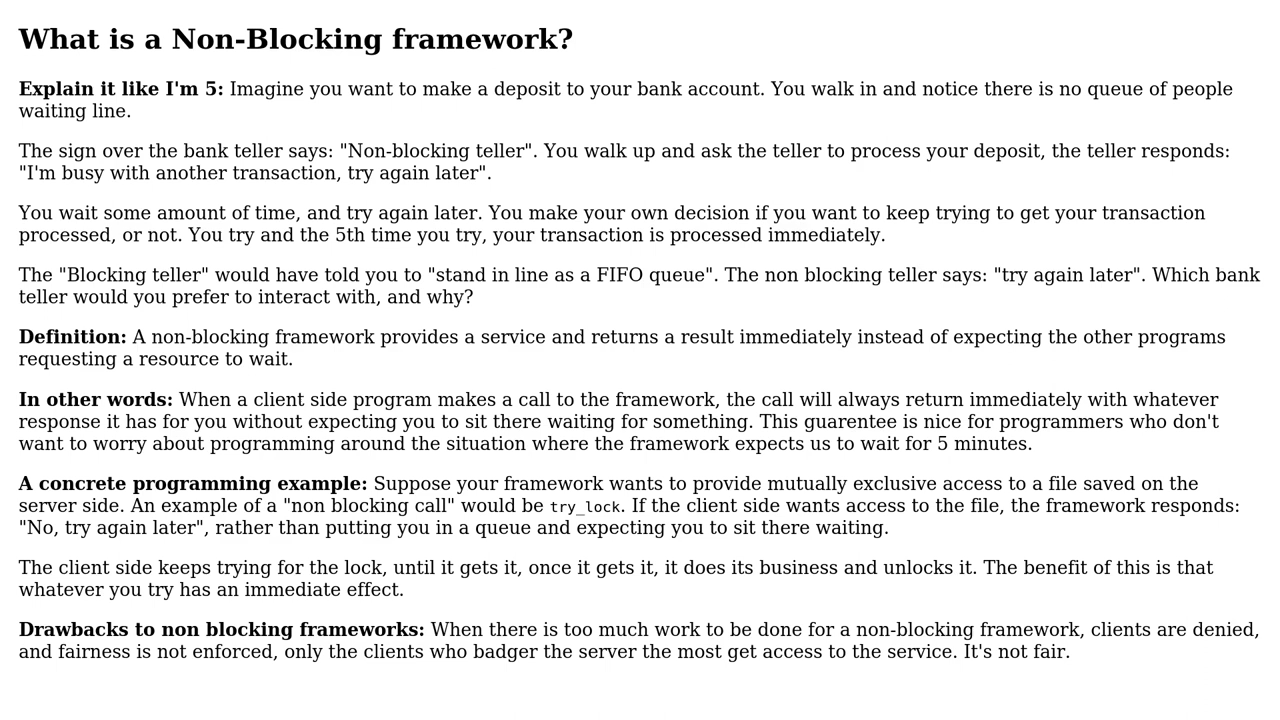 What is a Non-Blocking framework?
Explain it like I'm 5: Imagine you want to make a deposit to your bank account. You walk in and notice there is no queue of people
waiting line.
The sign over the bank teller says: "Non-blocking teller". You walk up and ask the teller to process your deposit, the teller responds:
"I'm busy with another transaction, try again later".
You wait some amount of time, and try again later. You make your own decision if you want to keep trying to get your transaction
processed, or not. You try and the 5th time you try, your transaction is processed immediately.
The "Blocking teller" would have told you to "stand in line as a FIFO queue". The non blocking teller says: "try again later". Which bank
teller would you prefer to interact with, and why?
Definition: A non-blocking framework provides a service and returns a result immediately instead of expecting the other programs
requesting a resource to wait.
In other words: When a client side program makes a call to the framework, the call will always return immediately with whatever
response it has for you without expecting you to sit there waiting for something. This guarentee is nice for programmers who don't
want to worry about programming around the situation where the framework expects us to wait for 5 minutes.
A concrete programming example: Suppose your framework wants to provide mutually exclusive access to a file saved on the
server side. An example of a "non blocking call" would be try_lock. If the client side wants access to the file, the framework responds:
"No, try again later", rather than putting you in a queue and expecting you to sit there waiting.
The client side keeps trying for the lock, until it gets it, once it gets it, it does its business and unlocks it. The benefit of this is that
whatever you try has an immediate effect.
Drawbacks to non blocking frameworks: When there is too much work to be done for a non-blocking framework, clients are denied,
and fairness is not enforced, only the clients who badger the server the most get access to the service. It's not fair.